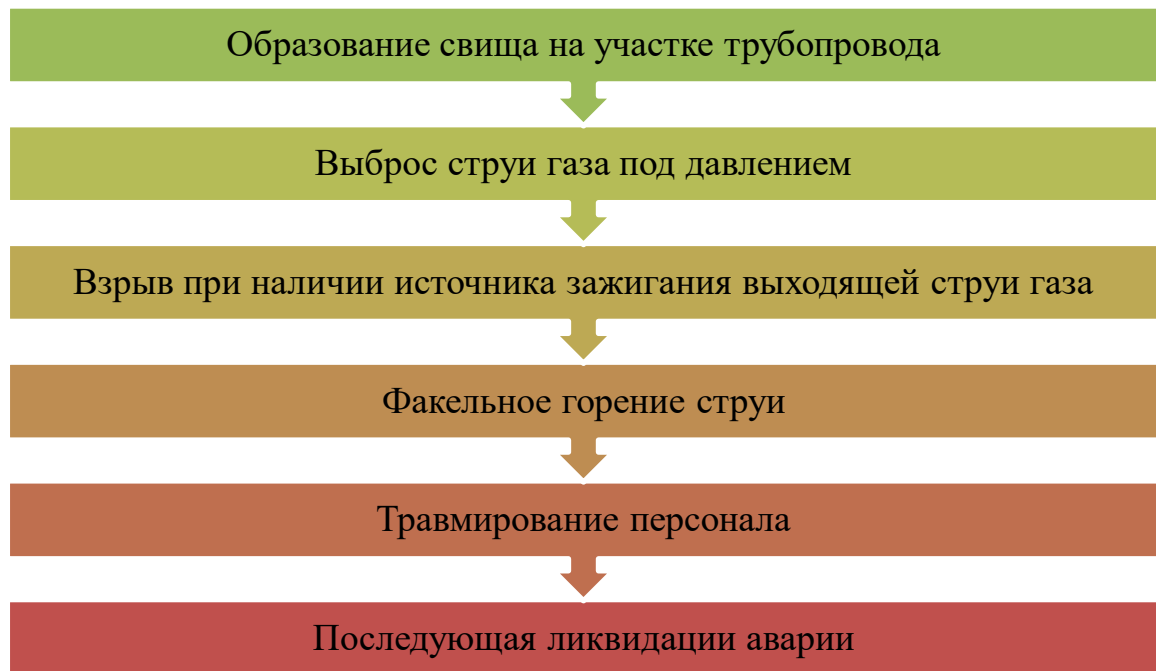 Образование свища на участке трубопровода
Выброс струи газа под давлением
Взрыв при наличии источника зажигания выходящей струи газа
Факельное горение струи
Травмирование персонала
Последующая ликвидации аварии